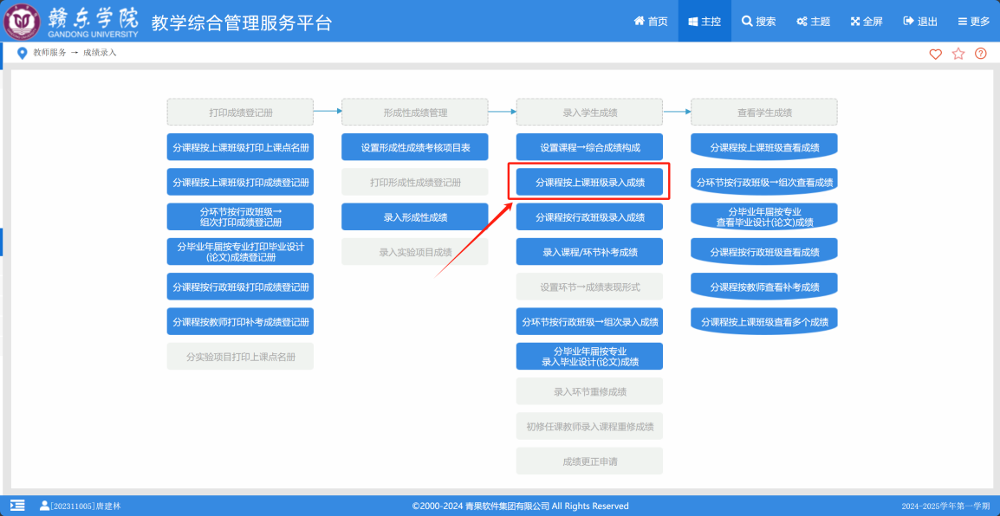 赣东学院
GANDONG UNIVERSITY
教学综合管理服务平台
首页
主控
搜索
主题
全屏
退出
更多
教师服务 → 成绩录入
打印成绩登记册
形成性成绩管理
录入学生成绩
查看学生成绩
分课程按上课班级打印上课点名册
分课程按上课班级打印成绩登记册
分环节按行政班级→
组次打印成绩登记册
分毕业年届按专业打印毕业设计
(论文)成绩登记册
分课程按行政班级打印成绩登记册
分课程按教师打印补考成绩登记册
分实验项目打印上课点名册
设置形成性成绩考核项目表
打印形成性成绩登记册
录入形成性成绩
录入实验项目成绩
设置课程→综合成绩构成
分课程按上课班级录入成绩
分课程按行政班级录入成绩
录入课程/环节补考成绩
设置环节→成绩表现形式
分环节按行政班级→组次录入成绩
分毕业年届按专业
录入毕业设计(论文)成绩
录入环节重修成绩
初修任课教师录入课程重修成绩
成绩更正申请
分课程按上课班级查看成绩
分环节按行政班级→组次查看成绩
分毕业年届按专业
查看毕业设计(论文)成绩
分课程按行政班级查看成绩
分课程按教师查看补考成绩
分课程按上课班级查看多个成绩
[202311005]唐建林
©2000-2024 青果软件集团有限公司 All Rights Reserved
2024-2025学年第一学期